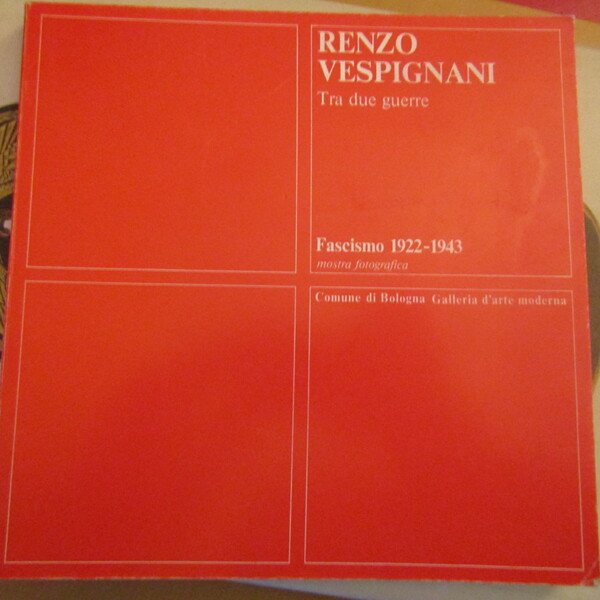 RENZO
VESPIGNANI
Tra due guerre
Fascismo 1922-1943
mostra fotografica
Comune di Bologna Galleria d'arte moderna